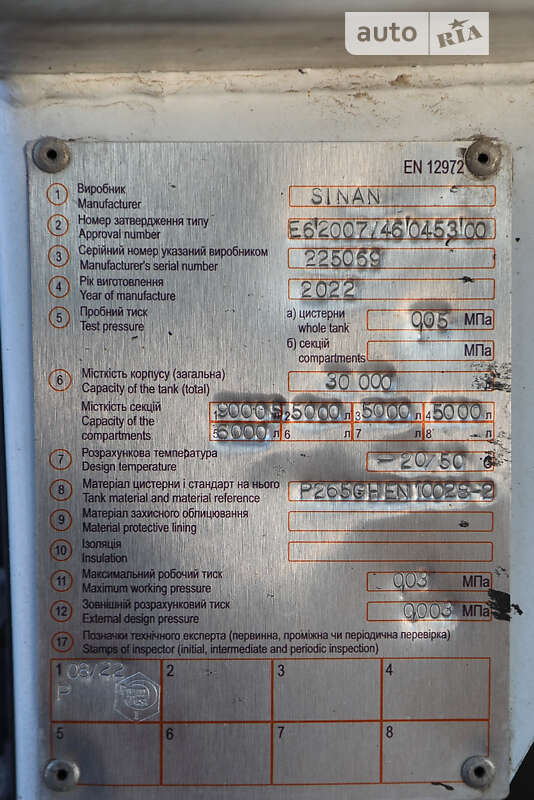 auto RIA
EN 12972
1 Виробник SINAN
Manufacturer
2 Номер затвердження типу E6'2007/46'0453'00
Approval number
3 Серійний номер указаний виробником 225069
Manufacturer's serial number
4 Рік виготовлення 2022
Year of manufacture
5 Пробний тиск а) цистерни 0,05 МПа
Test pressure whole tank
б) секцій МПа
compartments
6 Місткість корпусу (загальна) 30 000
Capacity of the tank (total)
Місткість секцій 1 9000 2 5000 л 3 5000 л 4 5000 л
Capacity of the 5 6000 л 6 л 7 л 8 л
compartments
7 Розрахункова температура -20/50 С
Design temperature
8 Матеріал цистерни і стандарт на нього P265GH EN 10028-2
Tank material and material reference
9 Матеріал захисного облицювання
Material protective lining
10 Ізоляція
Insulation
11 Максимальний робочий тиск 0,03 МПа
Maximum working pressure
12 Зовнішній розрахунковий тиск 0,003 МПа
External design pressure
17 Позначки технічного експерта (первинна, проміжна чи періодична перевірка)
Stamps of inspector (initial, intermediate and periodic inspection)
1 08/22 2 3 4
P
5 6 7 8